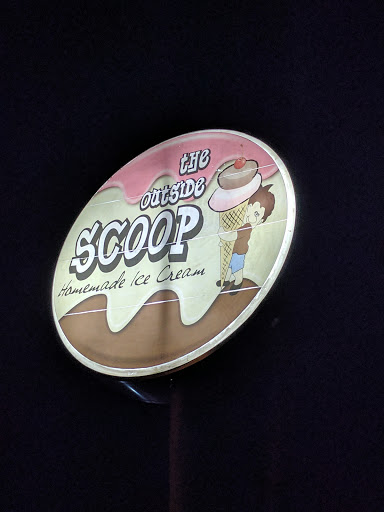 the
outside
SCOOP
Homemade Ice Cream